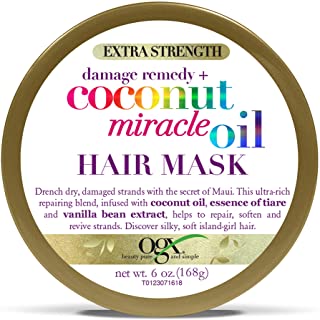 EXTRA STRENGTH
damage remedy +
coconut
miracle oil
HAIR MASK
Drench dry, damaged strands with the secret of Maui. This ultra-rich
repairing blend, infused with coconut oil, essence of tiare
and vanilla bean extract, helps to repair, soften and
revive strands. Discover silky, soft island-girl hair.
ogx
beauty pure and simple
net wt. 6 oz. (168g)
T0123071618